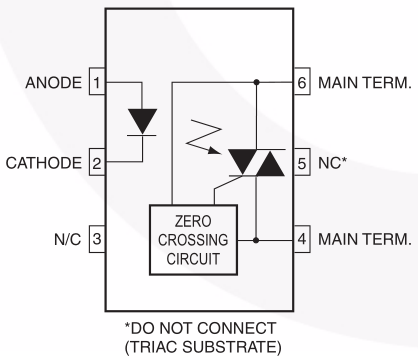 ANODE 1
6 MAIN TERM.
CATHODE 2
5 NC*
N/C 3
ZERO
CROSSING
CIRCUIT
4 MAIN TERM.
*DO NOT CONNECT
(TRIAC SUBSTRATE)